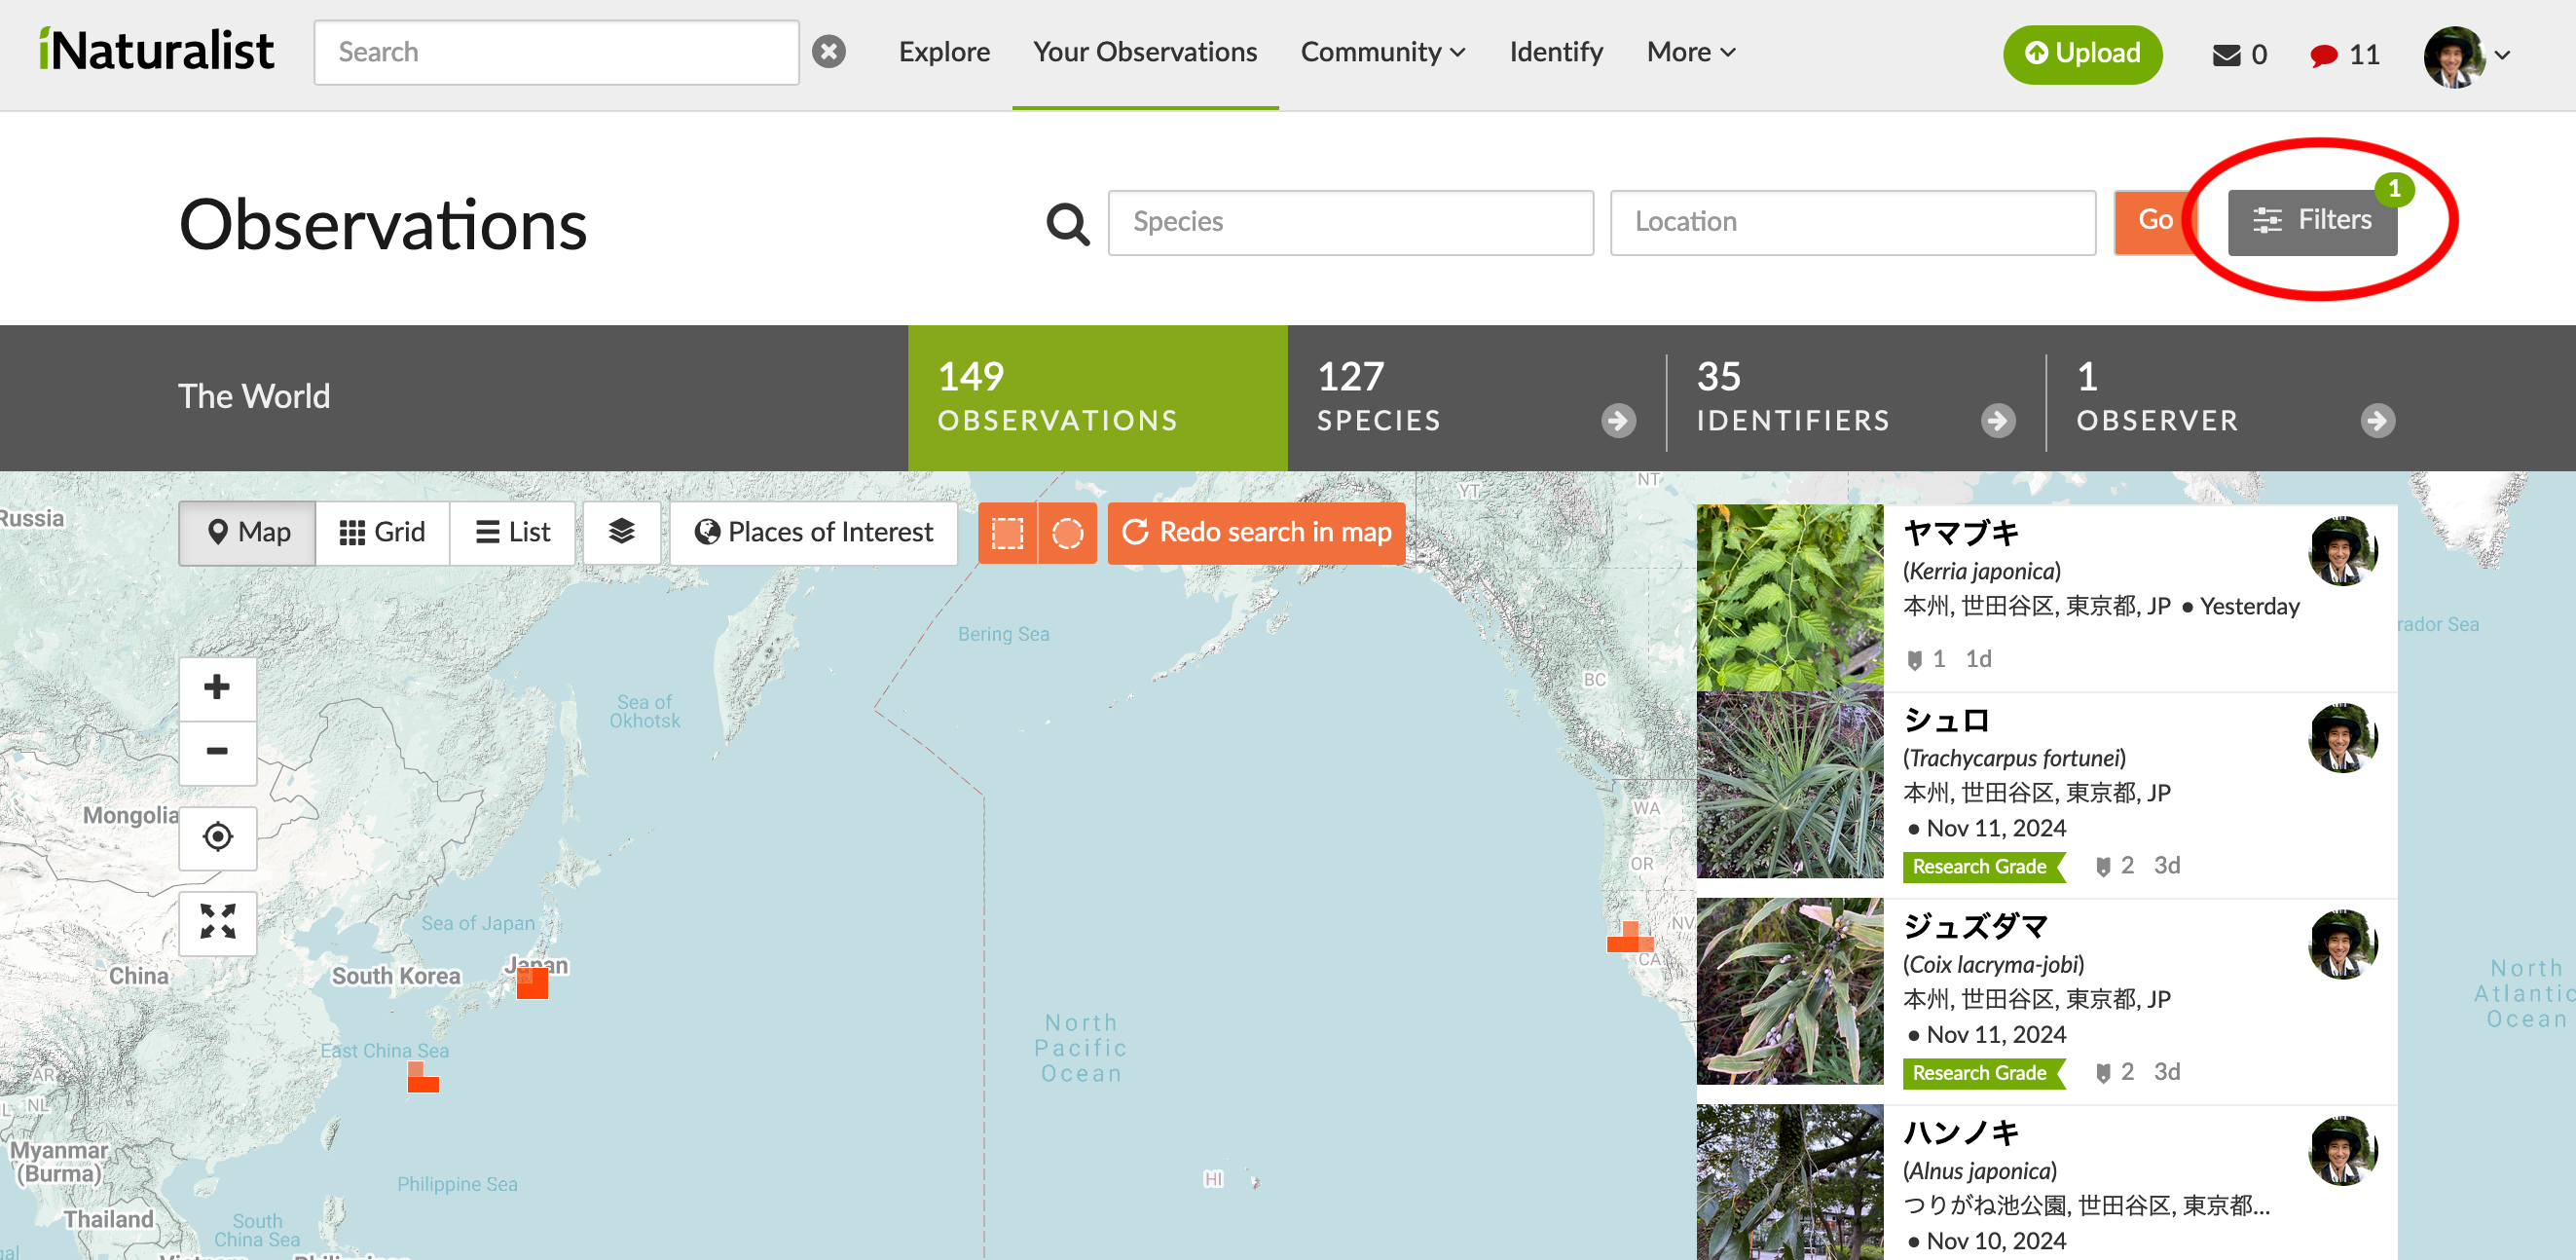 iNaturalist
Search
Explore
Your Observations
Community
Identify
More
Upload
0
11
Observations
Species
Location
Go
Filters
1
The World
149
OBSERVATIONS
127
SPECIES
35
IDENTIFIERS
1
OBSERVER
Map
Grid
List
Places of Interest
Redo search in map
Russia
Mongolia
China
South Korea
Japan
Sea of
Okhotsk
Bering Sea
Sea of Japan
East China Sea
AR
NL
Myanmar
(Burma)
Thailand
Philippine Sea
South
China Sea
North
Pacific
Ocean
HI
YT
NT
BC
WA
OR
NV
CA
rador Sea
North
Atlantic
Ocean
ヤマブキ
(Kerria japonica)
本州, 世田谷区, 東京都, JP • Yesterday
1 1d
シュロ
(Trachycarpus fortunei)
本州, 世田谷区, 東京都, JP
• Nov 11, 2024
Research Grade 2 3d
ジュズダマ
(Coix lacryma-jobi)
本州, 世田谷区, 東京都, JP
• Nov 11, 2024
Research Grade 2 3d
ハンノキ
(Alnus japonica)
つりがね池公園, 世田谷区, 東京都...
• Nov 10, 2024